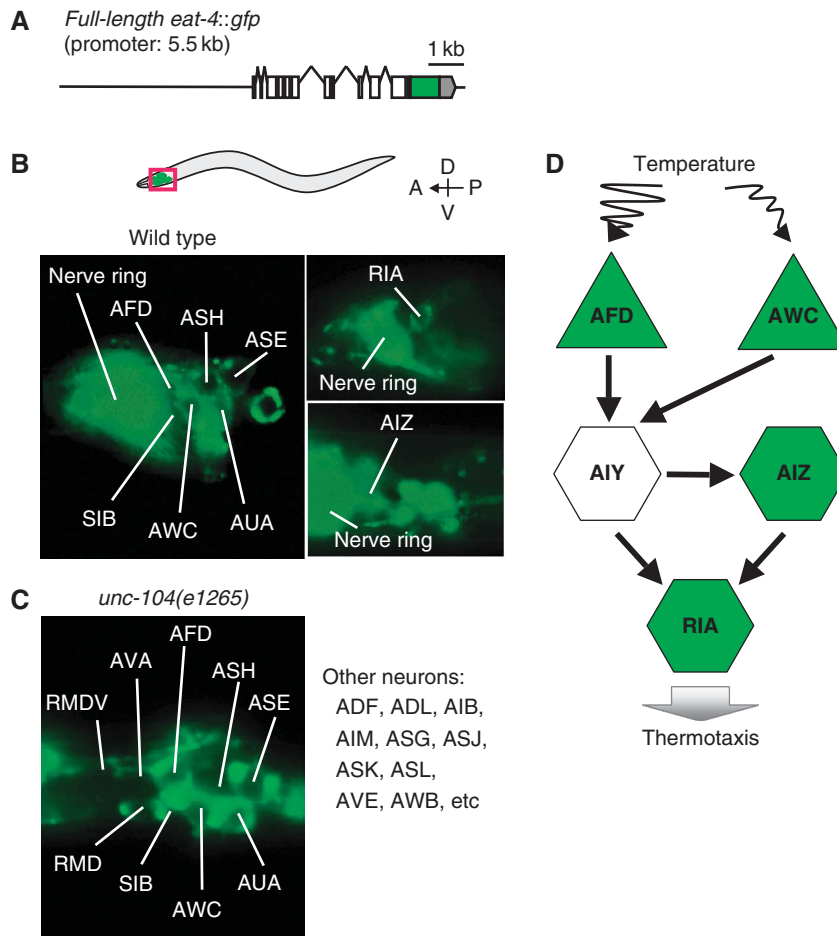 A
Full-length eat-4::gfp
(promoter: 5.5 kb)
1 kb
B
D
A P
V
Wild type
Nerve ring
AFD
ASH
ASE
SIB
AWC
AUA
RIA
Nerve ring
AIZ
Nerve ring
C
unc-104(e1265)
AFD
AVA
ASH
RMDV
ASE
RMD
SIB
AWC
AUA
Other neurons:
ADF, ADL, AIB,
AIM, ASG, ASJ,
ASK, ASL,
AVE, AWB, etc
D
Temperature
AFD
AWC
AIY
AIZ
RIA
Thermotaxis